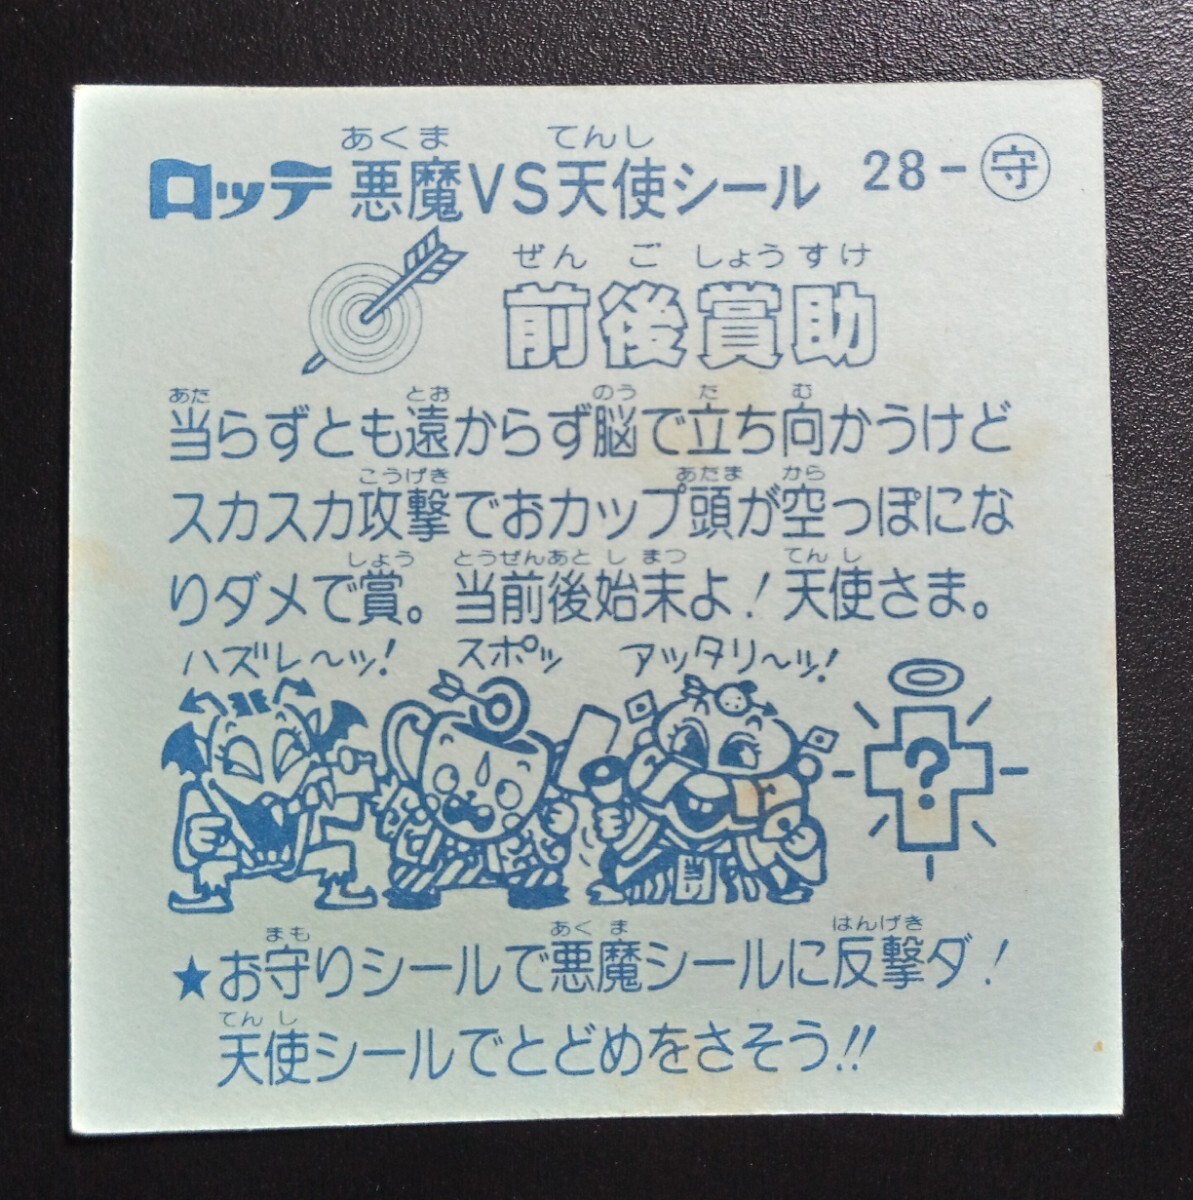 あくま てんし
ロッテ 悪魔VS天使シール 28-守
ぜん ご しょうすけ
前後賞助
あた とお のう た む
当らずとも遠からず脳で立ち向かうけど
こうげき あたま から
スカスカ攻撃でおカップ頭が空っぽにな
しょう とうぜんあと し まつ てん し
りダメで賞。当前後始末よ!天使さま。
ハズレ〜ッ! スポッ アッタリ〜ッ!
?
当り
まも あく ま はんげき
★お守りシールで悪魔シールに反撃ダ!
てん し
天使シールでとどめをさそう!!